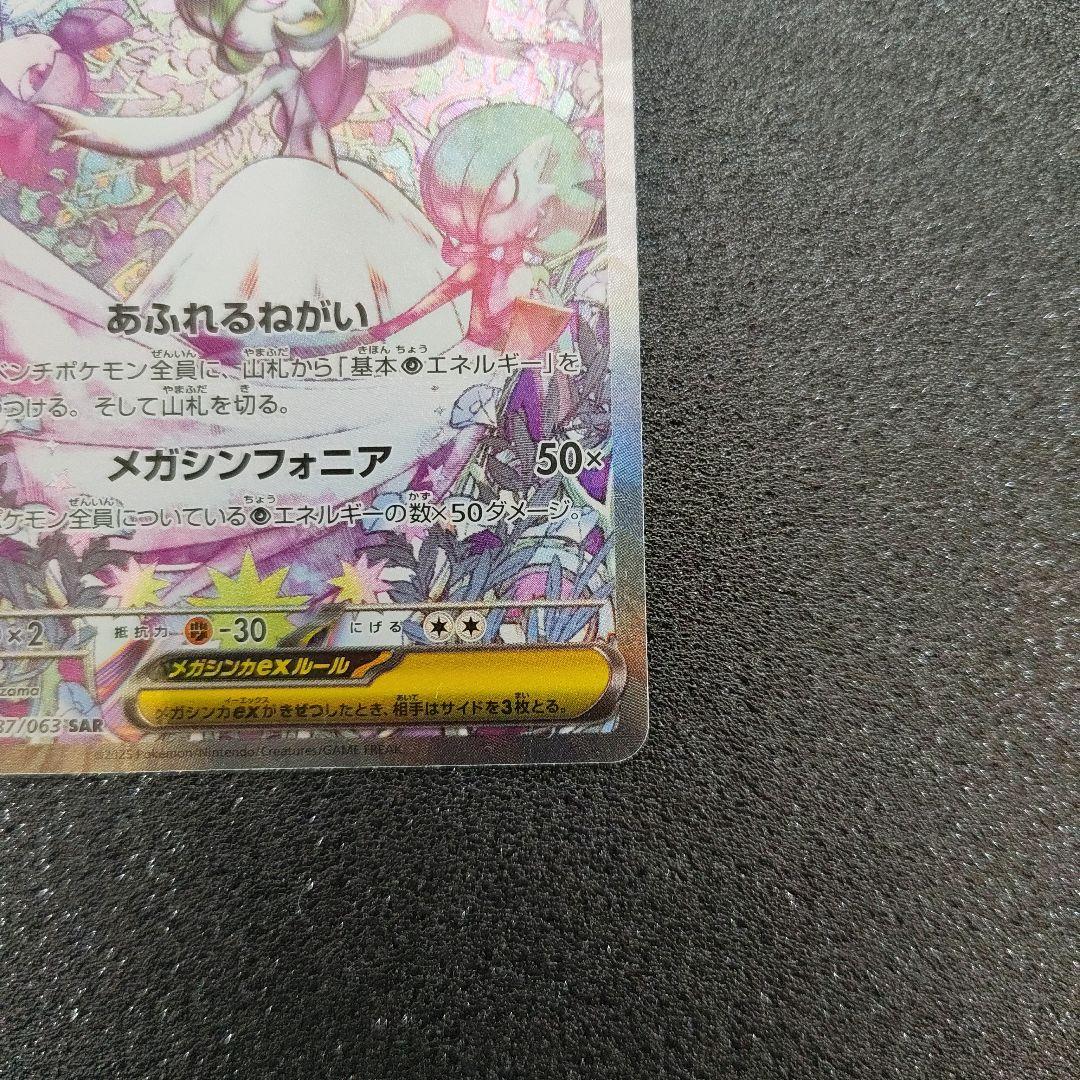 あふれるねがい
ベンチポケモン全員に、山札から「基本エネルギー」を
つける。そして山札を切る。
メガシンフォニア 50×
ポケモン全員についているエネルギーの数×50ダメージ。
×2 抵抗力 -30 にげる
メガシンカexルール
メガシンカexがきぜつしたとき、相手はサイドを3枚とる。
zama
87/063 SAR
©2025 Pokémon/Nintendo/Creatures/GAME FREAK